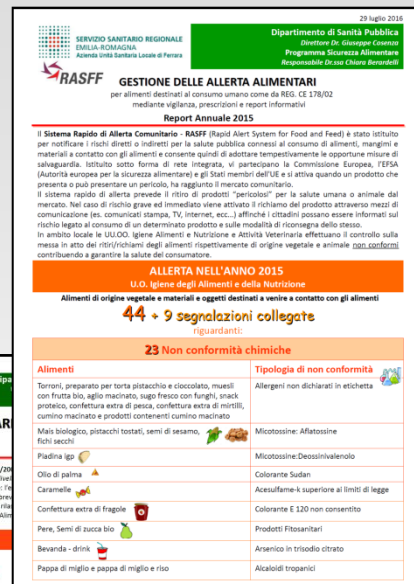 29 luglio 2016
SERVIZIO SANITARIO REGIONALE
EMILIA-ROMAGNA
Azienda Unità Sanitaria Locale di Ferrara
Dipartimento di Sanità Pubblica
Direttore Dr. Giuseppe Cosenza
Programma Sicurezza Alimentare
Responsabile Dr.ssa Chiara Berardelli
RASFF
GESTIONE DELLE ALLERTA ALIMENTARI
per alimenti destinati al consumo umano come da REG. CE 178/02
mediante vigilanza, prescrizioni e report informativi
Report Annuale 2015
Il Sistema Rapido di Allerta Comunitario - RASFF (Rapid Alert System for Food and Feed) è stato istituito
per notificare i rischi diretti o indiretti per la salute pubblica connessi al consumo di alimenti, mangimi e
materiali a contatto con gli alimenti e consente quindi di adottare tempestivamente le opportune misure di
salvaguardia. Istituito sotto forma di rete integrata, vi partecipano la Commissione Europea, l'EFSA
(Autorità europea per la sicurezza alimentare) e gli Stati membri dell'UE e si attiva quando un prodotto che
presenta o può presentare un pericolo, ha raggiunto il mercato comunitario.
Il sistema rapido di allerta prevede il ritiro di prodotti "pericolosi" per la salute umana o animale dal
mercato. Nel caso di rischio grave ed immediato viene attivato il richiamo del prodotto attraverso mezzi di
comunicazione (es. comunicati stampa, TV, internet, ecc...) affinché i cittadini possano essere informati sul
rischio legato al consumo di un determinato prodotto e sulle modalità di riconsegna dello stesso.
In ambito locale le UU.OO. Igiene Alimenti e Nutrizione e Attività Veterinaria effettuano il controllo sulla
messa in atto dei ritiri/richiami degli alimenti rispettivamente di origine vegetale e animale non conformi
contribuendo a garantire la salute del consumatore.
ALLERTA NELL'ANNO 2015
U.O. Igiene degli Alimenti e della Nutrizione
Alimenti di origine vegetale e materiali e oggetti destinati a venire a contatto con gli alimenti
44 + 9 segnalazioni collegate
riguardanti:
23 Non conformità chimiche
Alimenti
Tipologia di non conformità
Torroni, preparato per torta pistacchio e cioccolato, muesli
con frutta bio, aglio macinato, sugo fresco con funghi, snack
proteico, confettura extra di pesca, confettura extra di mirtilli,
cumino macinato e prodotti contenenti cumino macinato
Allergeni non dichiarati in etichetta
Mais biologico, pistacchi tostati, semi di sesamo,
fichi secchi
Micotossine: Aflatossine
Piadina igp
Micotossine:Deossinivalenolo
Olio di palma
Colorante Sudan
Caramelle
Acesulfame-k superiore ai limiti di legge
Confettura extra di fragole
Colorante E 120 non consentito
Pere, Semi di zucca bio
Prodotti Fitosanitari
Bevanda - drink
Arsenico in trisodio citrato
Pappa di miglio e pappa di miglio e riso
Alcaloidi tropanici